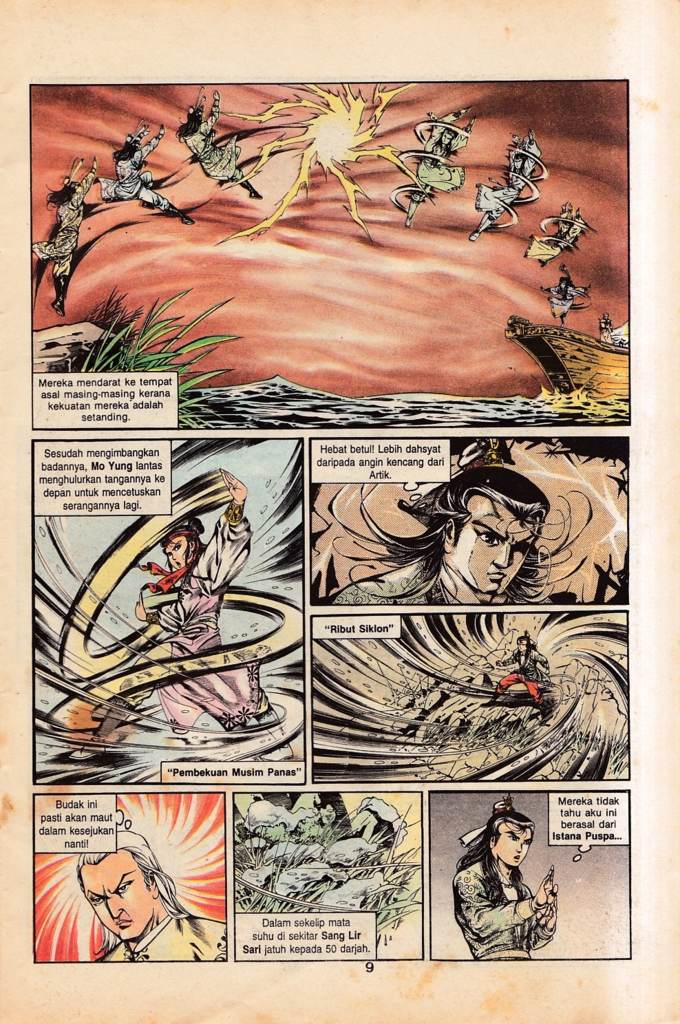 Mereka mendarat ke tempat
asal masing-masing kerana
kekuatan mereka adalah
setanding.
Sesudah mengimbangkan
badannya, Mo Yung lantas
menghulurkan tangannya ke
depan untuk mencetuskan
serangannya lagi.
"Pembekuan Musim Panas"
Hebat betul! Lebih dahsyat
daripada angin kencang dari
Artik.
"Ribut Siklon"
Budak ini
pasti akan maut
dalam kesejukan
nanti!
Dalam sekelip mata
suhu di sekitar Sang Lir
Sari jatuh kepada 50 darjah.
Mereka tidak
tahu aku ini
berasal dari
Istana Puspa...
9